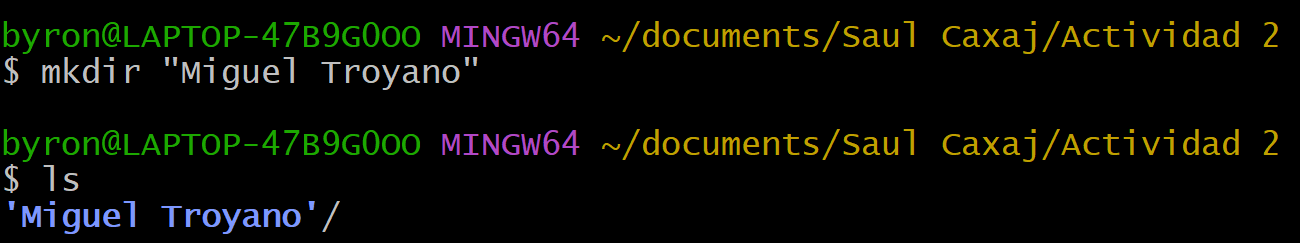 byron@LAPTOP-47B9G0OO MINGW64 ~/documents/Saul Caxaj/Actividad 2
$ mkdir "Miguel Troyano"
byron@LAPTOP-47B9G0OO MINGW64 ~/documents/Saul Caxaj/Actividad 2
$ ls
'Miguel Troyano'/